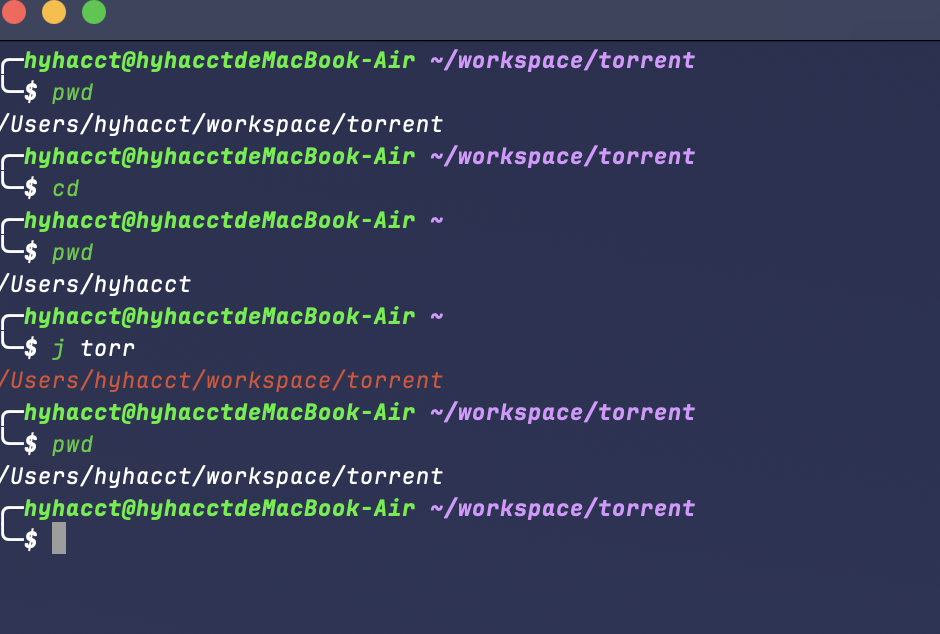 ╭─hyhacct@hyhacctdeMacBook-Air ~/workspace/torrent
╰─$ pwd
/Users/hyhacct/workspace/torrent
╭─hyhacct@hyhacctdeMacBook-Air ~/workspace/torrent
╰─$ cd
╭─hyhacct@hyhacctdeMacBook-Air ~
╰─$ pwd
/Users/hyhacct
╭─hyhacct@hyhacctdeMacBook-Air ~
╰─$ j torr
/Users/hyhacct/workspace/torrent
╭─hyhacct@hyhacctdeMacBook-Air ~/workspace/torrent
╰─$ pwd
/Users/hyhacct/workspace/torrent
╭─hyhacct@hyhacctdeMacBook-Air ~/workspace/torrent
╰─$